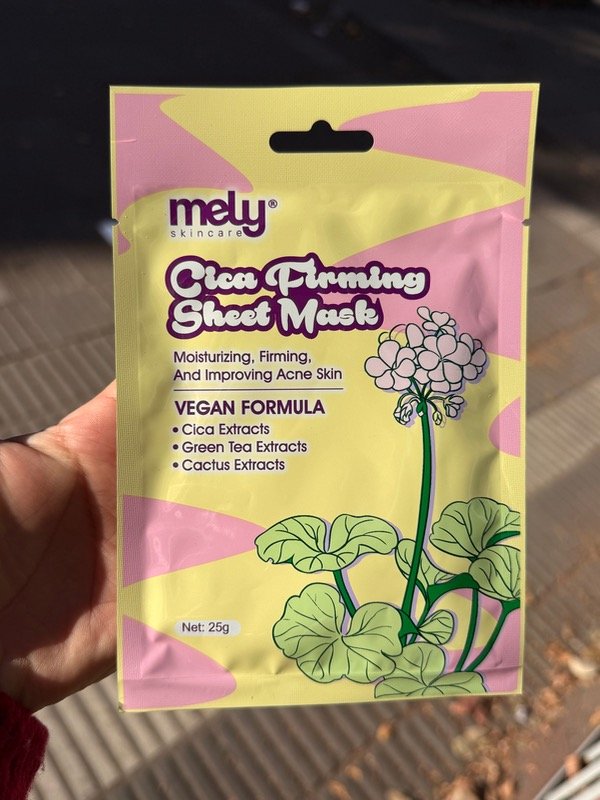 mely®
skincare
Cica Firming
Sheet Mask
Moisturizing, Firming,
And Improving Acne Skin
VEGAN FORMULA
• Cica Extracts
• Green Tea Extracts
• Cactus Extracts
Net: 25g